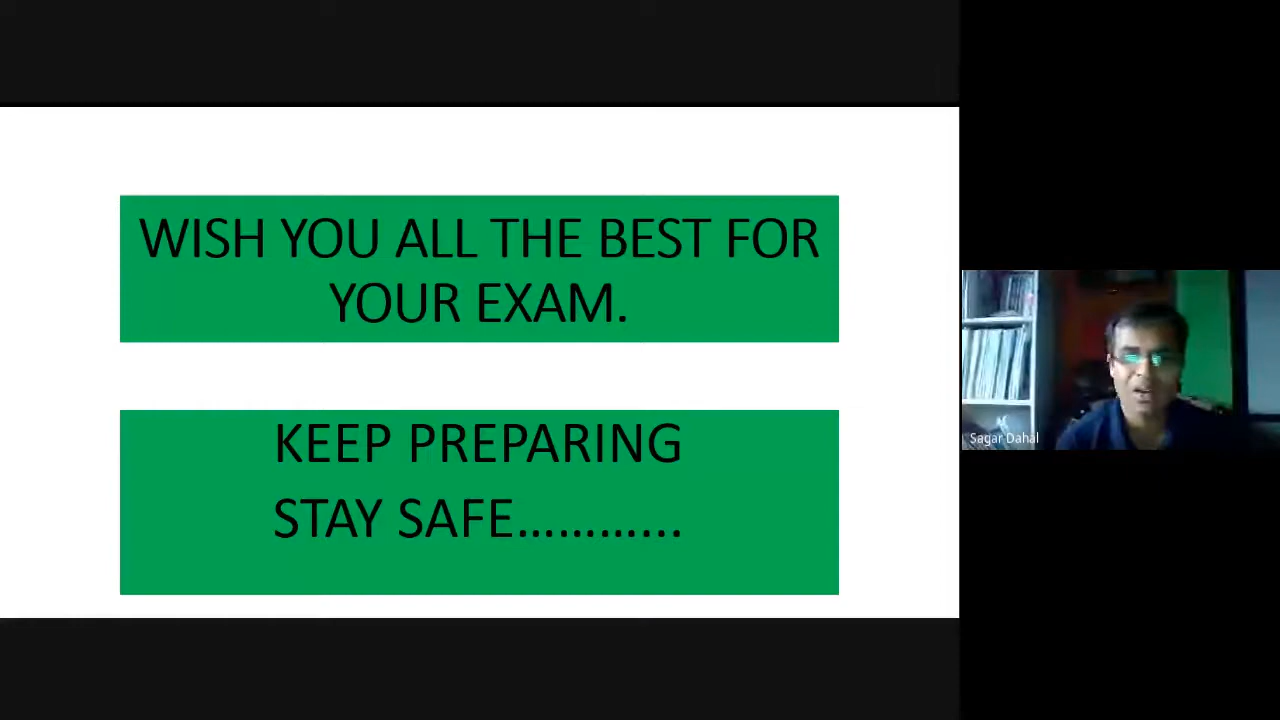 WISH YOU ALL THE BEST FOR
YOUR EXAM.
KEEP PREPARING
STAY SAFE………...
Sagar Dahal